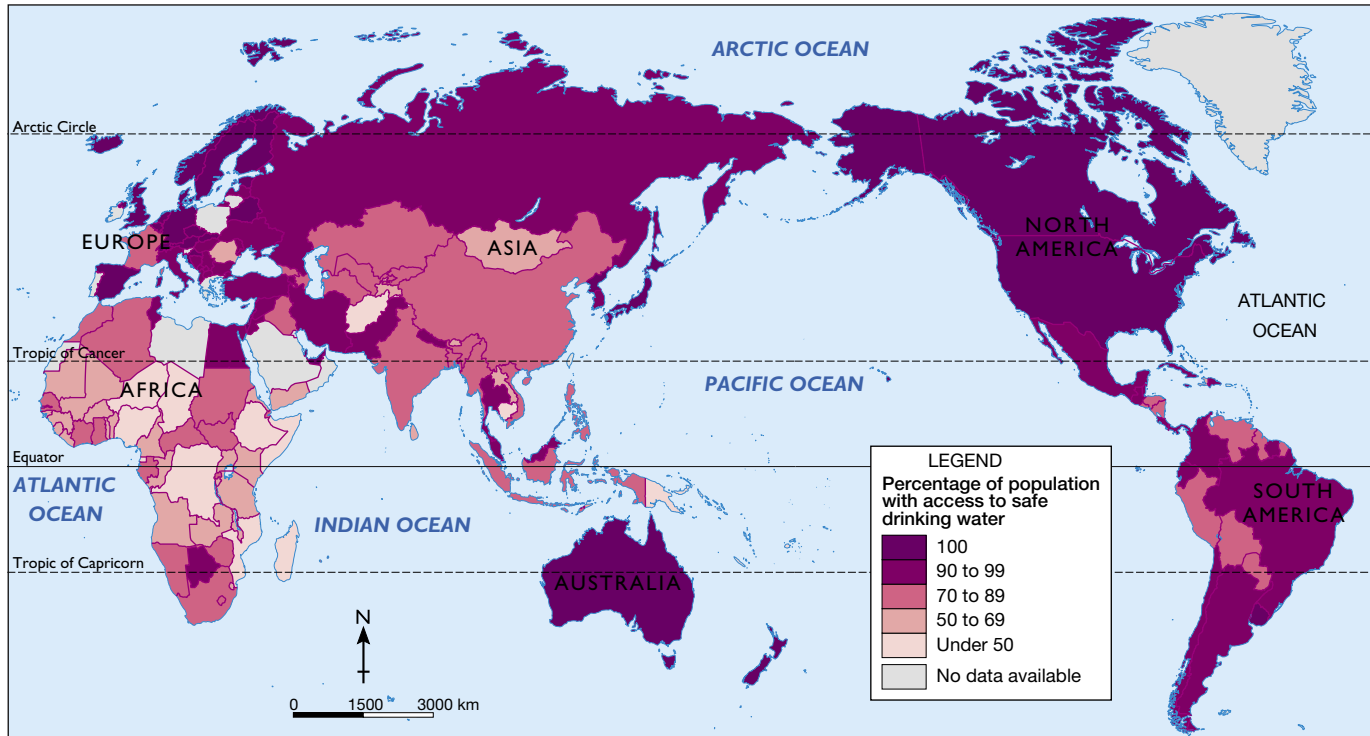 ARCTIC OCEAN
Arctic Circle
EUROPE
ASIA
NORTH
AMERICA
ATLANTIC
OCEAN
Tropic of Cancer
AFRICA
PACIFIC OCEAN
Equator
ATLANTIC
OCEAN
INDIAN OCEAN
SOUTH
AMERICA
Tropic of Capricorn
AUSTRALIA
N
0 1500 3000 km
LEGEND
Percentage of population
with access to safe
drinking water
100
90 to 99
70 to 89
50 to 69
Under 50
No data available